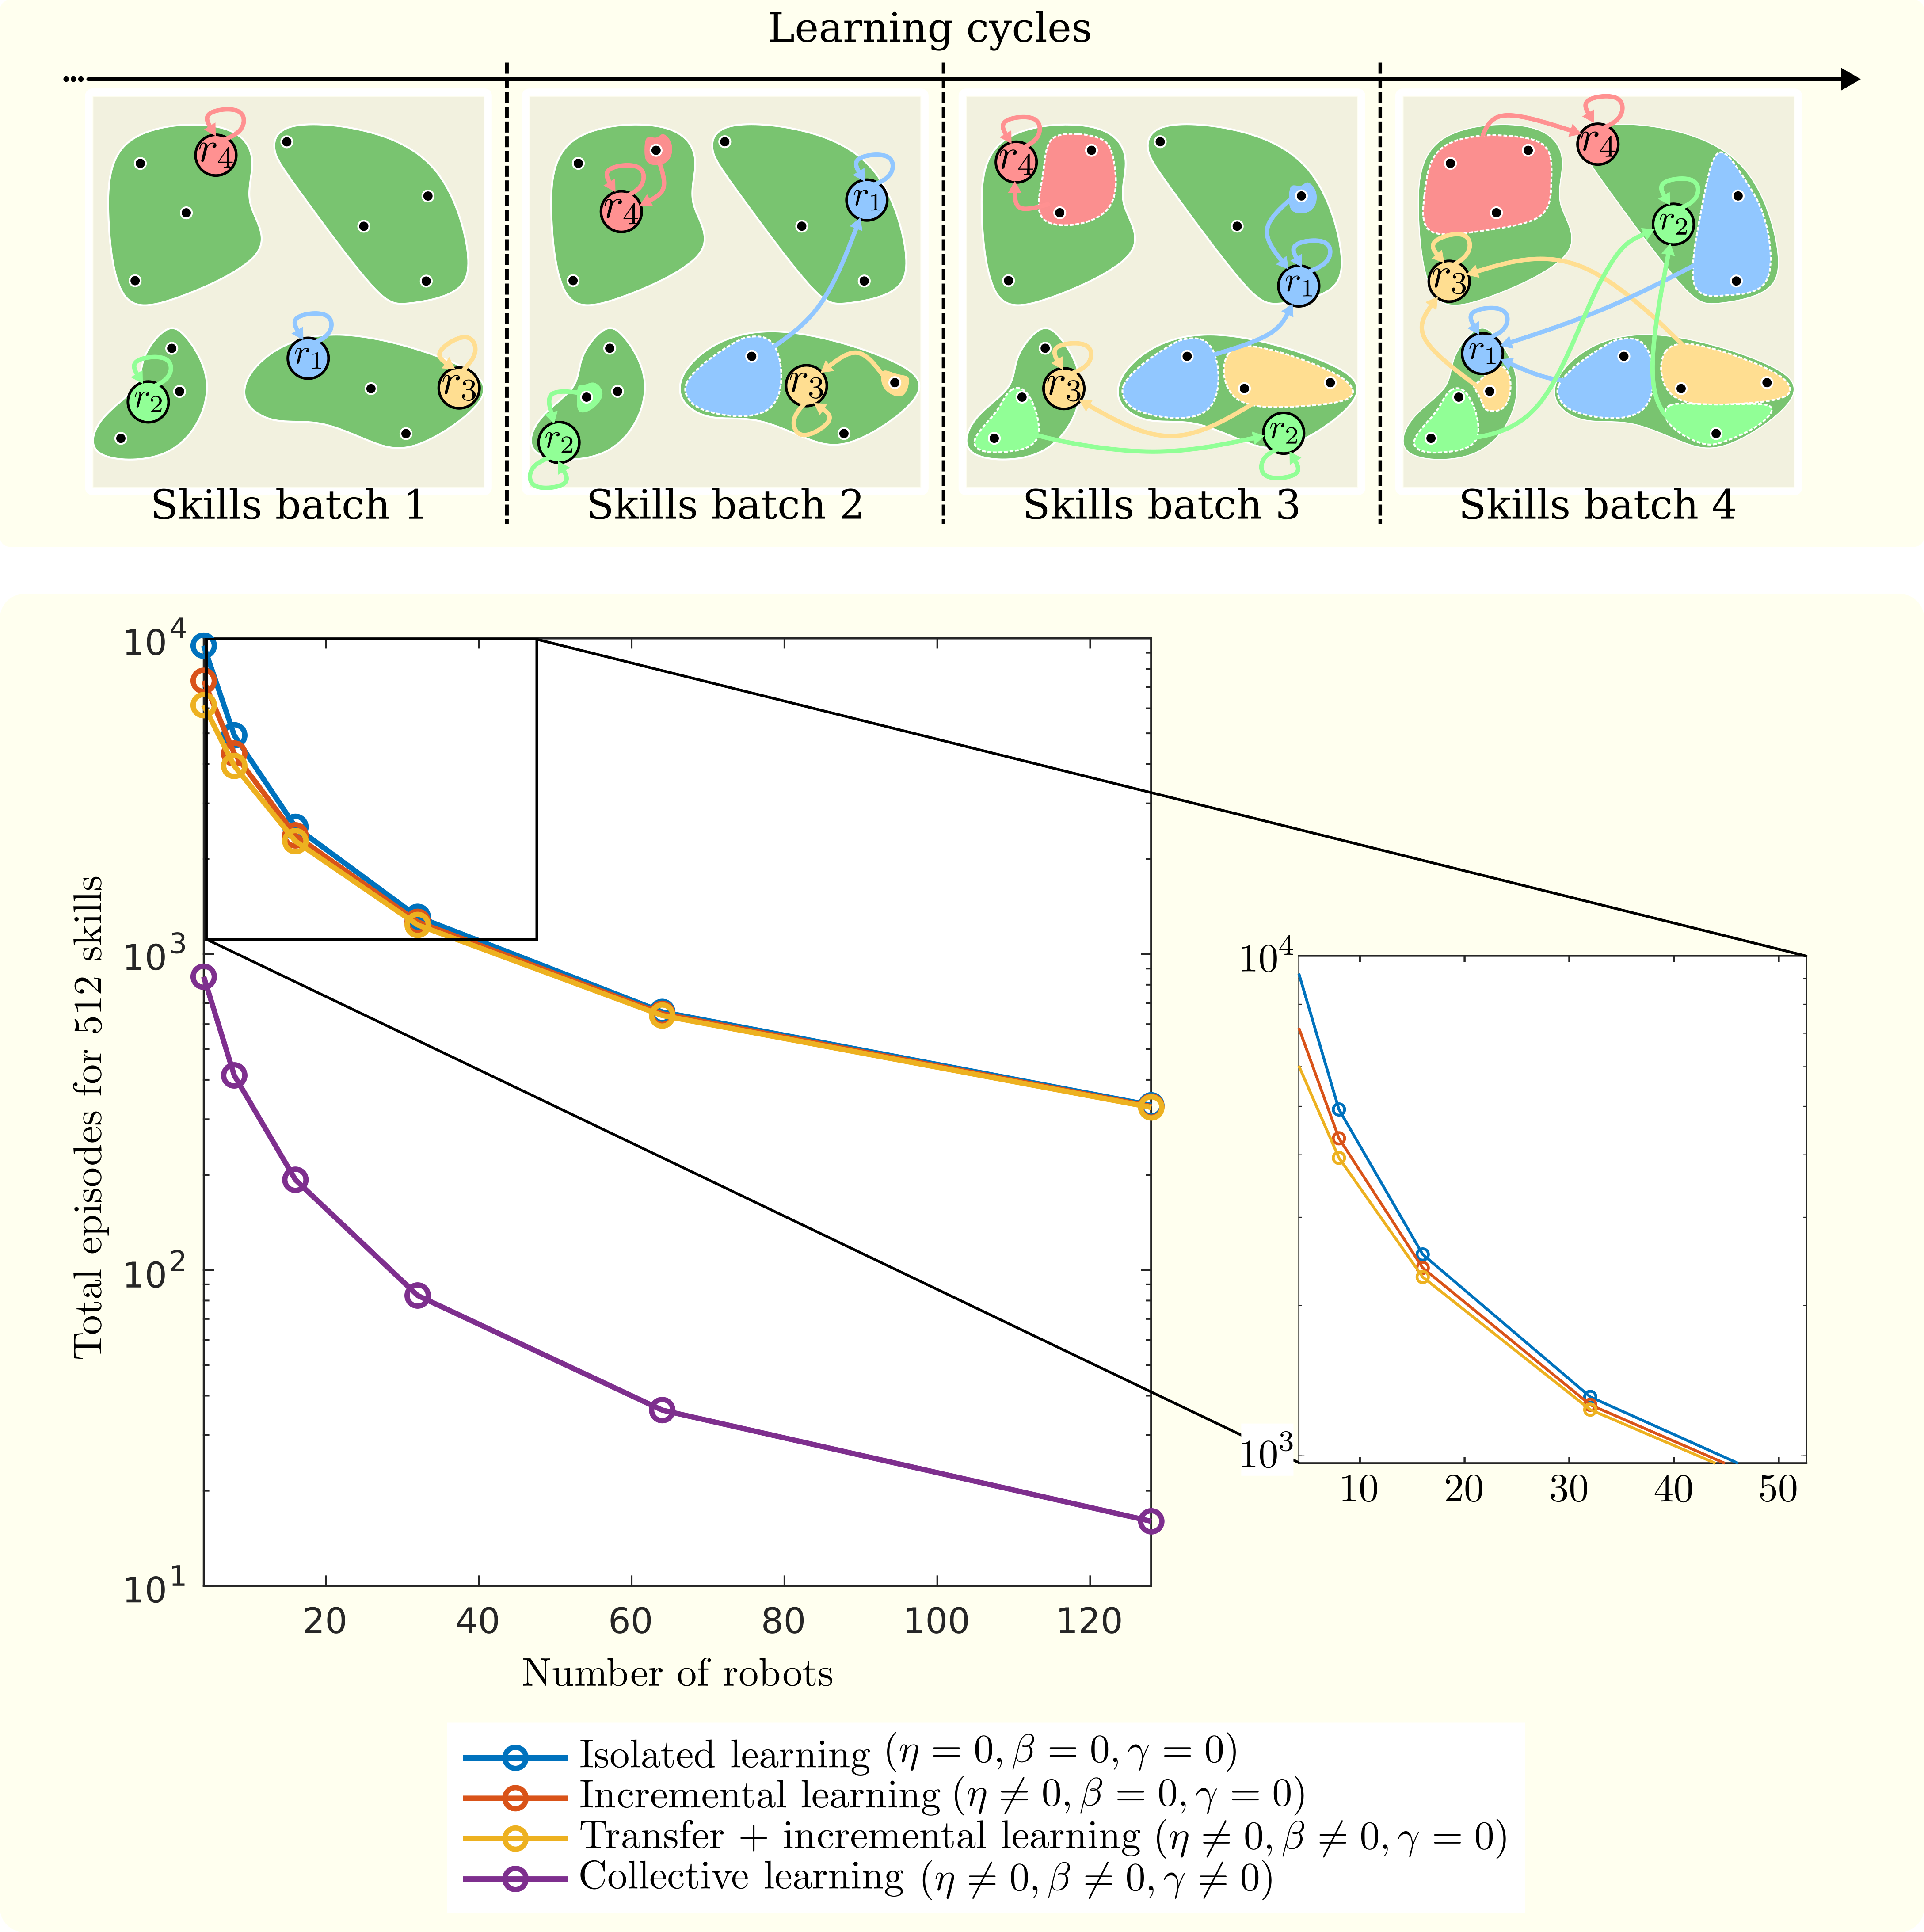 Learning cycles
r4
r1
r2
r3
Skills batch 1
r4
r1
r3
r2
Skills batch 2
r4
r1
r3
r2
Skills batch 3
r4
r2
r3
r1
Skills batch 4
10^4
10^3
10^2
10^1
Total episodes for 512 skills
20 40 60 80 100 120
Number of robots
10^4
10^3
10 20 30 40 50
Isolated learning (η = 0, β = 0, γ = 0)
Incremental learning (η ≠ 0, β = 0, γ = 0)
Transfer + incremental learning (η ≠ 0, β ≠ 0, γ = 0)
Collective learning (η ≠ 0, β ≠ 0, γ ≠ 0)